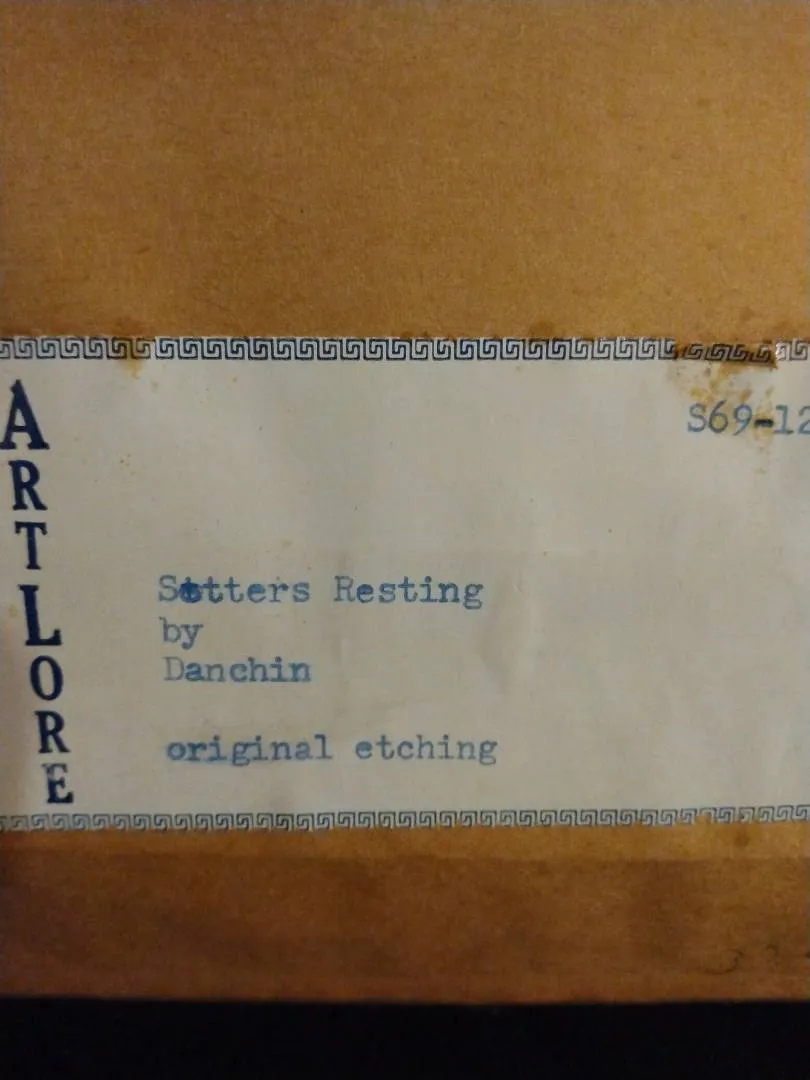 ARTLORE
S69-12
Setters Resting
by
Danchin
original etching